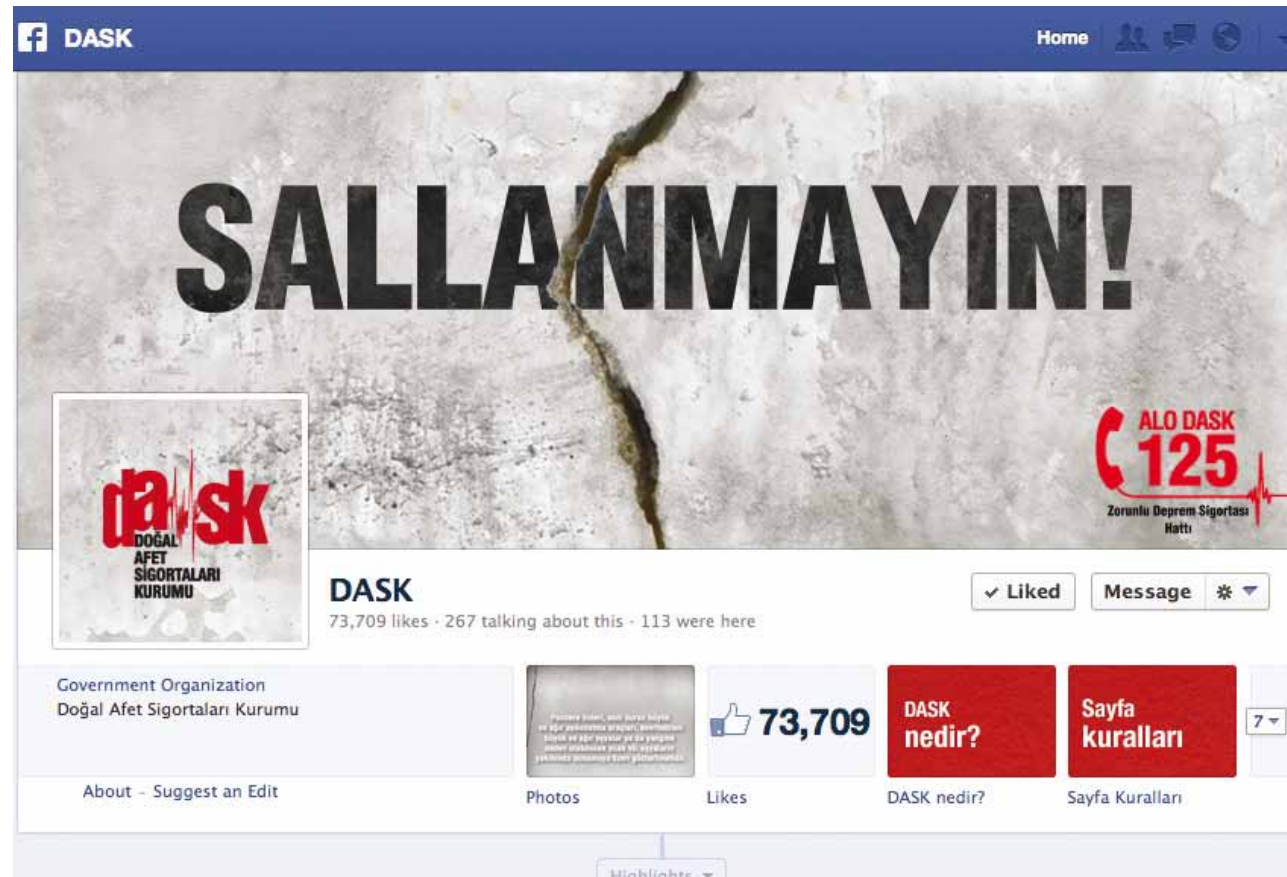 DASK
Home
SALLANMAYIN!
ALO DASK
125
Zorunlu Deprem Sigortası
Hattı
dask
DOĞAL
AFET
SİGORTALARI
KURUMU
DASK
73,709 likes · 267 talking about this · 113 were here
Liked
Message
Government Organization
Doğal Afet Sigortaları Kurumu
About – Suggest an Edit
Photos
73,709
Likes
DASK
nedir?
DASK nedir?
Sayfa
kuralları
Sayfa Kuralları
7
Highlights